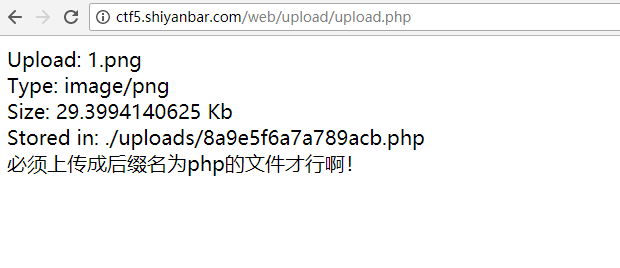 ctf5.shiyanbar.com/web/upload/upload.php
Upload: 1.png
Type: image/png
Size: 29.3994140625 Kb
Stored in: ./uploads/8a9e5f6a7a789acb.php
必须上传成后缀名为php的文件才行啊!